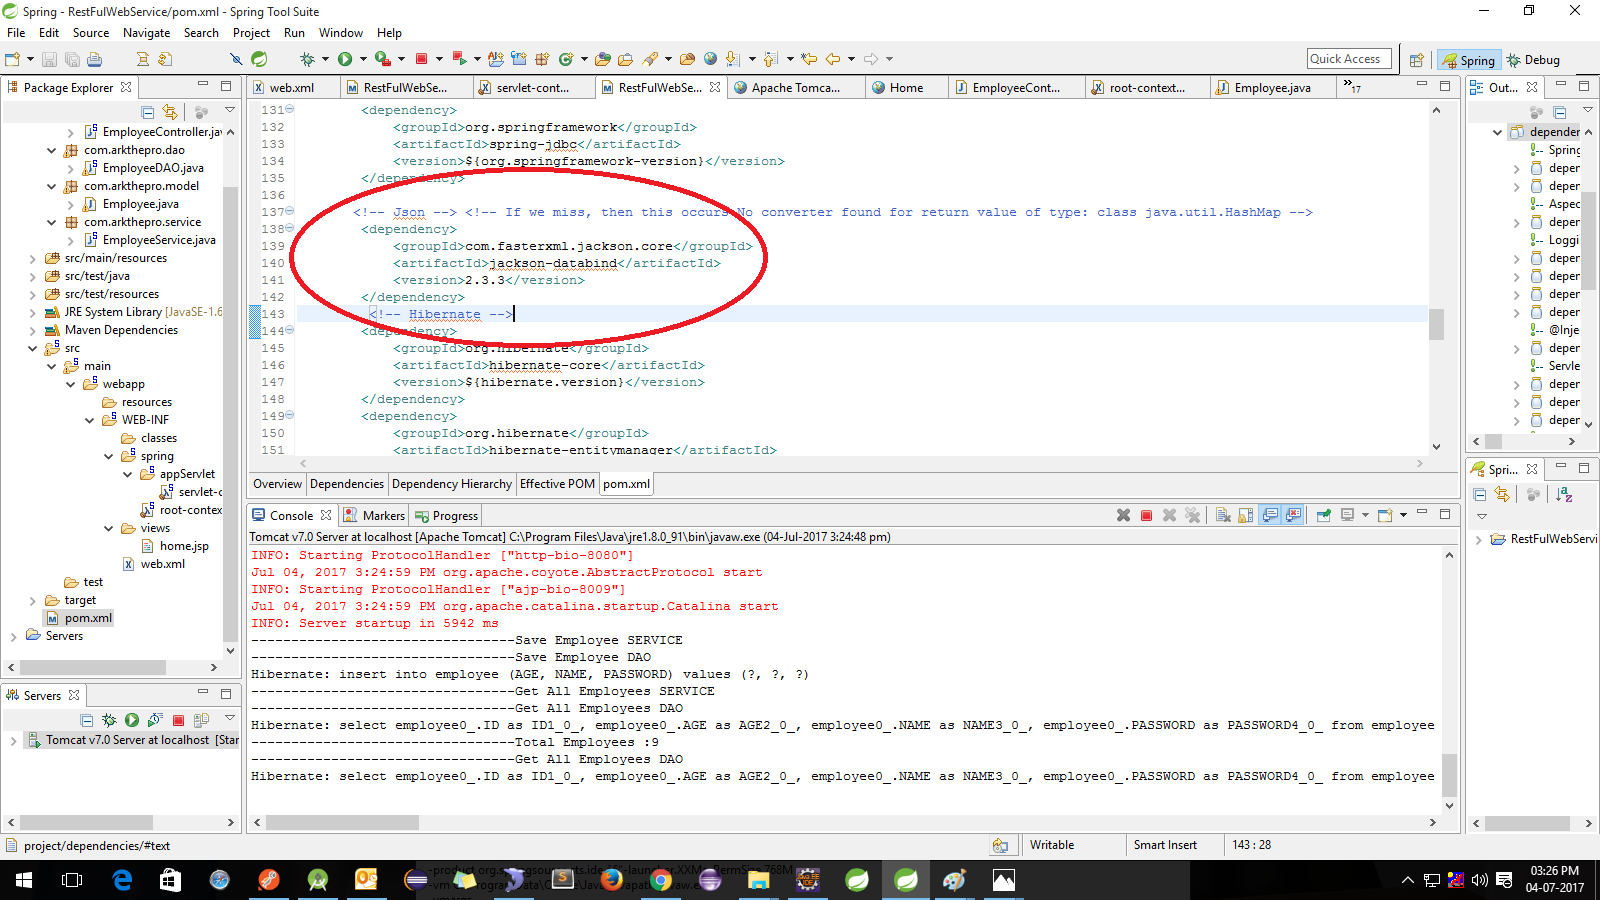 Spring - RestFulWebService/pom.xml - Spring Tool Suite
File Edit Source Navigate Search Project Run Window Help
Quick Access
Spring
Debug
Package Explorer
web.xml
RestFulWebSe...
servlet-cont...
RestFulWebSe...
Apache Tomca...
Home
EmployeeCont...
root-context...
Employee.java
17
Out...
EmployeeController.jav
com.arkthepro.dao
EmployeeDAO.java
com.arkthepro.model
Employee.java
com.arkthepro.service
EmployeeService.java
src/main/resources
src/test/java
src/test/resources
JRE System Library [JavaSE-1.6
Maven Dependencies
src
main
webapp
resources
WEB-INF
classes
spring
appServlet
servlet-c
root-contex
views
home.jsp
web.xml
test
target
pom.xml
Servers
131 <dependency>
132 <groupId>org.springframework</groupId>
133 <artifactId>spring-jdbc</artifactId>
134 <version>${org.springframework-version}</version>
135 </dependency>
136
137 <!-- Json --> <!-- If we miss, then this occurs No converter found for return value of type: class java.util.HashMap -->
138 <dependency>
139 <groupId>com.fasterxml.jackson.core</groupId>
140 <artifactId>jackson-databind</artifactId>
141 <version>2.3.3</version>
142 </dependency>
143 <!-- Hibernate -->
144 <dependency>
145 <groupId>org.hibernate</groupId>
146 <artifactId>hibernate-core</artifactId>
147 <version>${hibernate.version}</version>
148 </dependency>
149 <dependency>
150 <groupId>org.hibernate</groupId>
151 <artifactId>hibernate-entitymanager</artifactId>
Overview Dependencies Dependency Hierarchy Effective POM pom.xml
dependen
Spring
depen
depen
Aspec
depen
Loggi
depen
depen
depen
depen
@Inje
depen
Servle
depen
depen
depen
Spri...
RestFulWebServi
Console Markers Progress
Tomcat v7.0 Server at localhost [Apache Tomcat] C:\Program Files\Java\jre1.8.0_91\bin\javaw.exe (04-Jul-2017 3:24:48 pm)
INFO: Starting ProtocolHandler ["http-bio-8080"]
Jul 04, 2017 3:24:59 PM org.apache.coyote.AbstractProtocol start
INFO: Starting ProtocolHandler ["ajp-bio-8009"]
Jul 04, 2017 3:24:59 PM org.apache.catalina.startup.Catalina start
INFO: Server startup in 5942 ms
---------------------------------Save Employee SERVICE
---------------------------------Save Employee DAO
Hibernate: insert into employee (AGE, NAME, PASSWORD) values (?, ?, ?)
---------------------------------Get All Employees SERVICE
---------------------------------Get All Employees DAO
Hibernate: select employee0_.ID as ID1_0_, employee0_.AGE as AGE2_0_, employee0_.NAME as NAME3_0_, employee0_.PASSWORD as PASSWORD4_0_ from employee
---------------------------------Total Employees :9
---------------------------------Get All Employees DAO
Hibernate: select employee0_.ID as ID1_0_, employee0_.AGE as AGE2_0_, employee0_.NAME as NAME3_0_, employee0_.PASSWORD as PASSWORD4_0_ from employee
Servers
Tomcat v7.0 Server at localhost [Star
project/dependencies/#text
Writable
Smart Insert
143 : 28
03:26 PM
04-07-2017